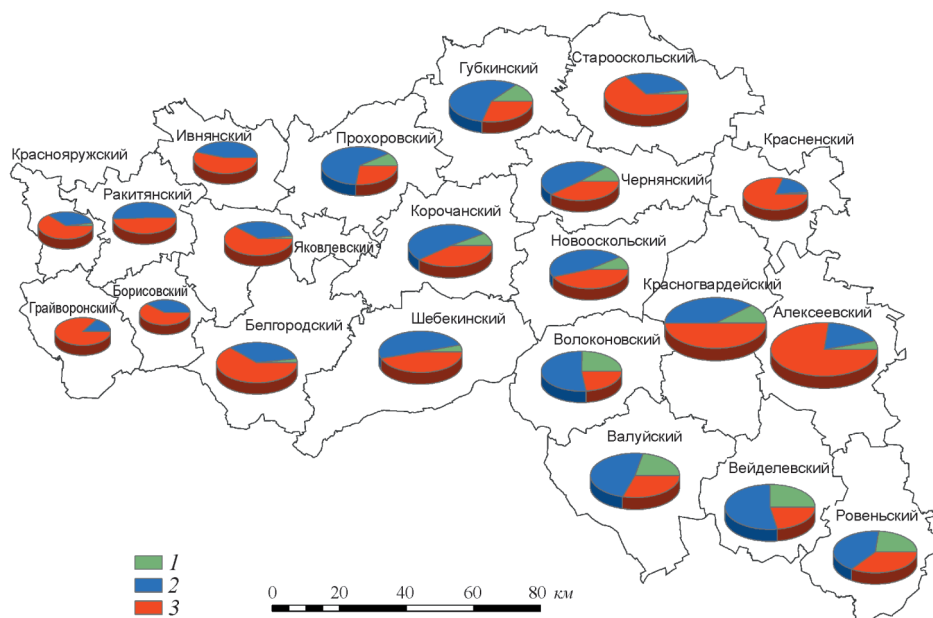 Старооскольский
Губкинский
Ивнянский
Прохоровский
Красненский
Краснояружский
Чернянский
Ракитянский
Корочанский
Новооскольский
Яковлевский
Красногвардейский
Борисовский
Грайворонский
Алексеевский
Шебекинский
Белгородский
Волоконовский
Валуйский
Вейделевский
Ровеньский
1
2
3
0 20 40 60 80 км